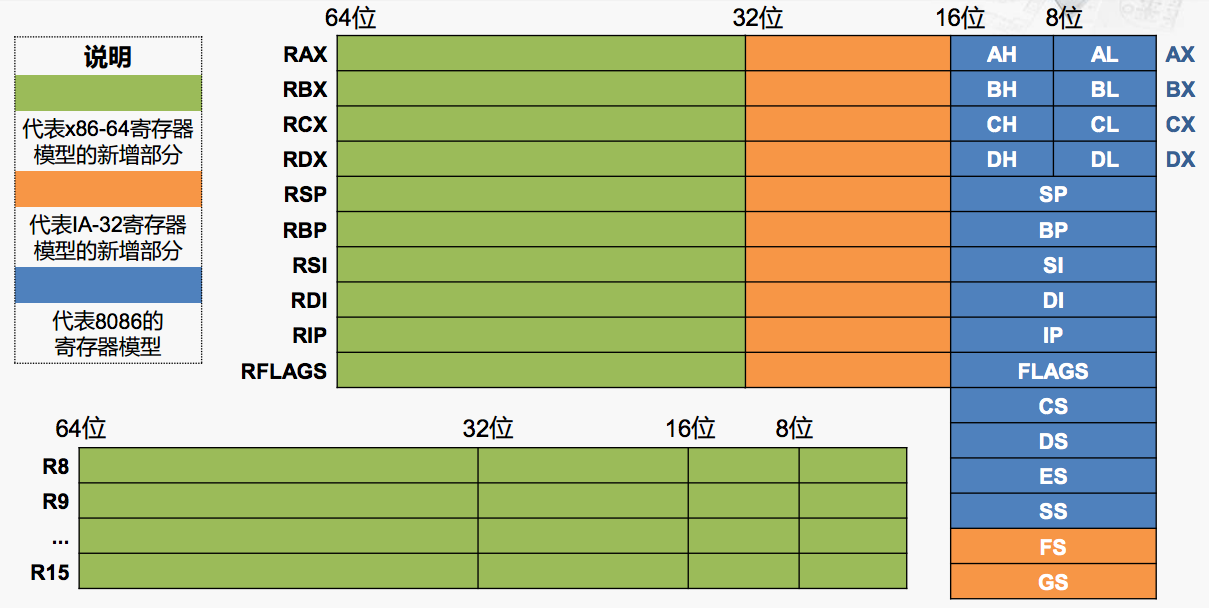 64位 32位 16位 8位
说明
代表x86-64寄存器
模型的新增部分
代表IA-32寄存器
模型的新增部分
代表8086的
寄存器模型
RAX AH AL AX
RBX BH BL BX
RCX CH CL CX
RDX DH DL DX
RSP SP
RBP BP
RSI SI
RDI DI
RIP IP
RFLAGS FLAGS
CS
DS
ES
SS
FS
GS
64位 32位 16位 8位
R8
R9
...
R15